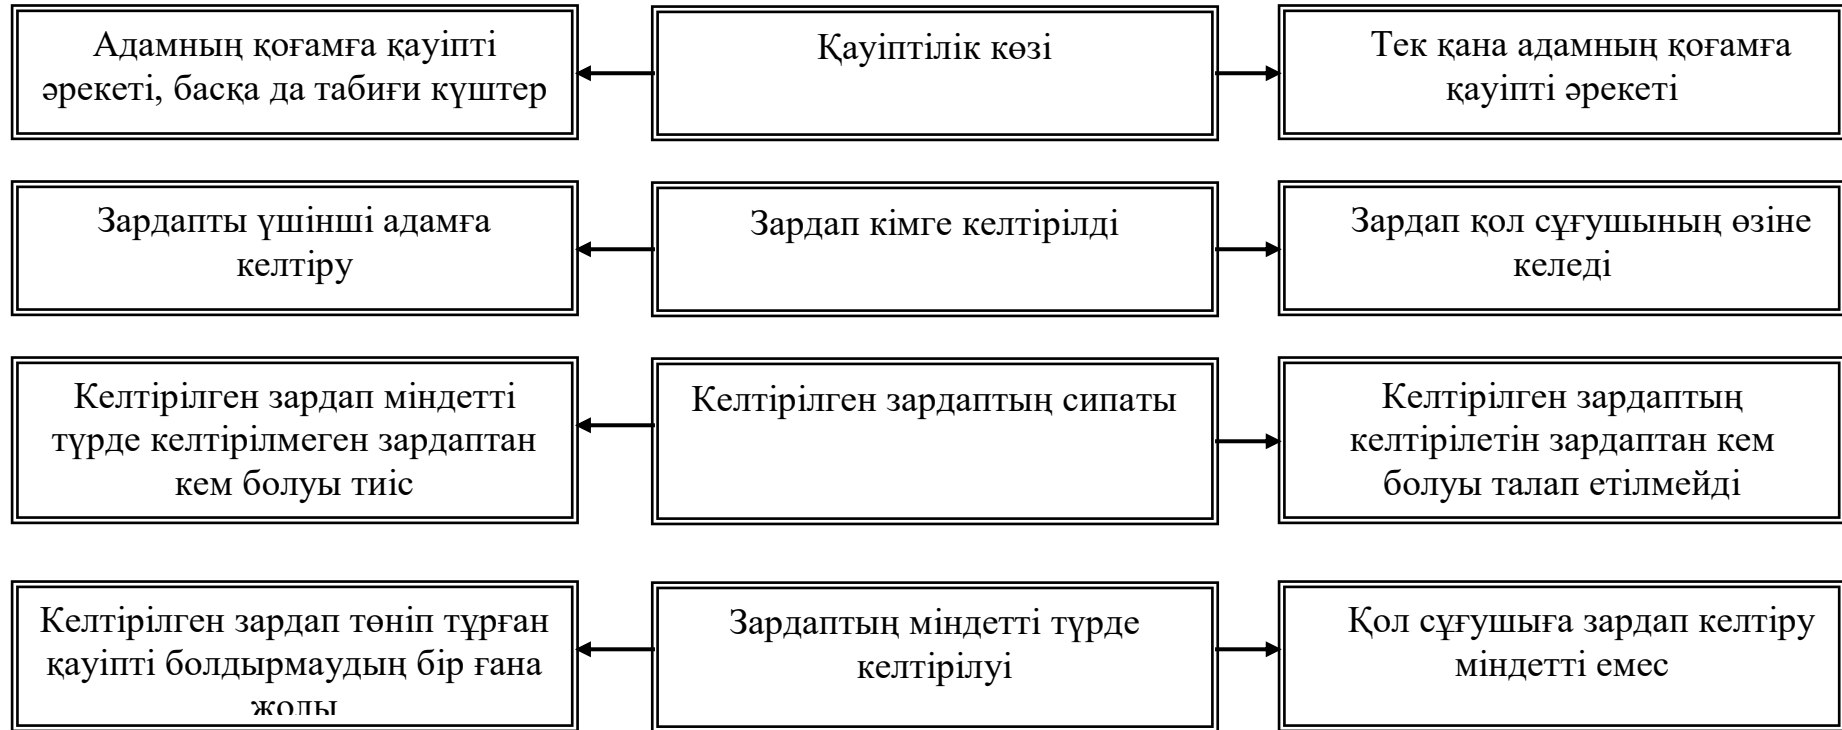 Адамның қоғамға қауіпті
әрекеті, басқа да табиғи күштер
Қауіптілік көзі
Тек қана адамның қоғамға
қауіпті әрекеті
Зардапты үшінші адамға
келтіру
Зардап кімге келтірілді
Зардап қол сұғушының өзіне
келеді
Келтірілген зардап міндетті
түрде келтірілмеген зардаптан
кем болуы тиіс
Келтірілген зардаптың сипаты
Келтірілген зардаптың
келтірілетін зардаптан кем
болуы талап етілмейді
Келтірілген зардап төніп тұрған
қауіпті болдырмаудың бір ғана
жолы
Зардаптың міндетті түрде
келтірілуі
Қол сұғушыға зардап келтіру
міндетті емес